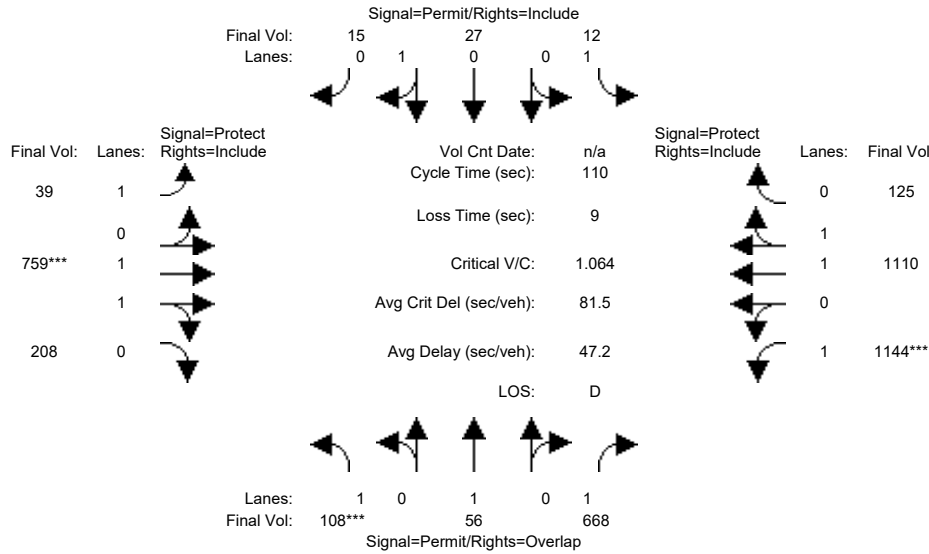 Signal=Permit/Rights=Include
Final Vol: 15 27 12
Lanes: 0 1 0 0 1
Signal=Protect
Final Vol: Lanes: Rights=Include
Vol Cnt Date: n/a
Signal=Protect
Rights=Include Lanes: Final Vol
Cycle Time (sec): 110
39 1
0 125
Loss Time (sec): 9
0
1
759*** 1
Critical V/C: 1.064
1 1110
1
Avg Crit Del (sec/veh): 81.5
0
208 0
Avg Delay (sec/veh): 47.2
1 1144***
LOS: D
Lanes: 1 0 1 0 1
Final Vol: 108*** 56 668
Signal=Permit/Rights=Overlap